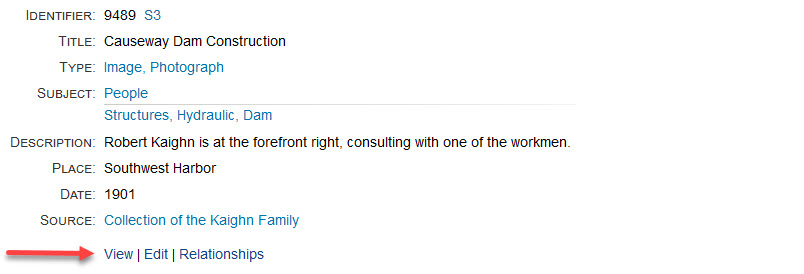 IDENTIFIER: 9489 S3
TITLE: Causeway Dam Construction
TYPE: Image, Photograph
SUBJECT: People
Structures, Hydraulic, Dam
DESCRIPTION: Robert Kaighn is at the forefront right, consulting with one of the workmen.
PLACE: Southwest Harbor
DATE: 1901
SOURCE: Collection of the Kaighn Family
View | Edit | Relationships